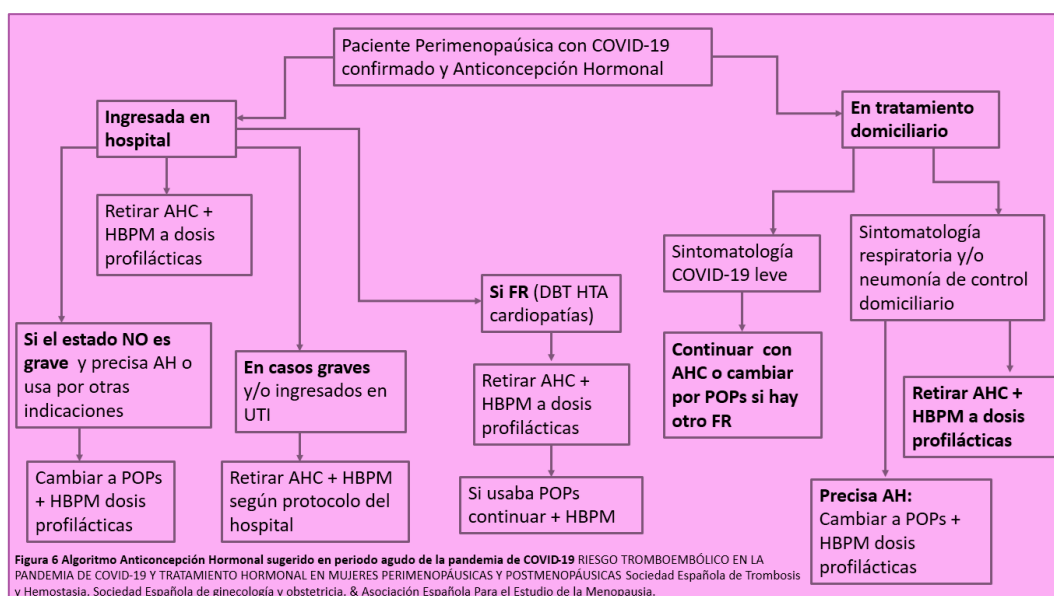 Paciente Perimenopaúsica con COVID-19
confirmado y Anticoncepción Hormonal
Ingresada en
hospital
En tratamiento
domiciliario
Retirar AHC +
HBPM a dosis
profilácticas
Sintomatología
COVID-19 leve
Sintomatología
respiratoria y/o
neumonía de control
domiciliario
Si FR (DBT HTA
cardiopatías)
Si el estado NO es
grave y precisa AH o
usa por otras
indicaciones
En casos graves
y/o ingresados en
UTI
Retirar AHC +
HBPM a dosis
profilácticas
Continuar con
AHC o cambiar
por POPs si hay
otro FR
Retirar AHC +
HBPM a dosis
profilácticas
Cambiar a POPs
+ HBPM dosis
profilácticas
Retirar AHC + HBPM
según protocolo del
hospital
Si usaba POPs
continuar + HBPM
Precisa AH:
Cambiar a POPs +
HBPM dosis
profilácticas
Figura 6 Algoritmo Anticoncepción Hormonal sugerido en periodo agudo de la pandemia de COVID-19 RIESGO TROMBOEMBÓLICO EN LA
PANDEMIA DE COVID-19 Y TRATAMIENTO HORMONAL EN MUJERES PERIMENOPÁUSICAS Y POSTMENOPÁUSICAS Sociedad Española de Trombosis
y Hemostasia. Sociedad Española de ginecología y obstetricia. & Asociación Española Para el Estudio de la Menopausia.